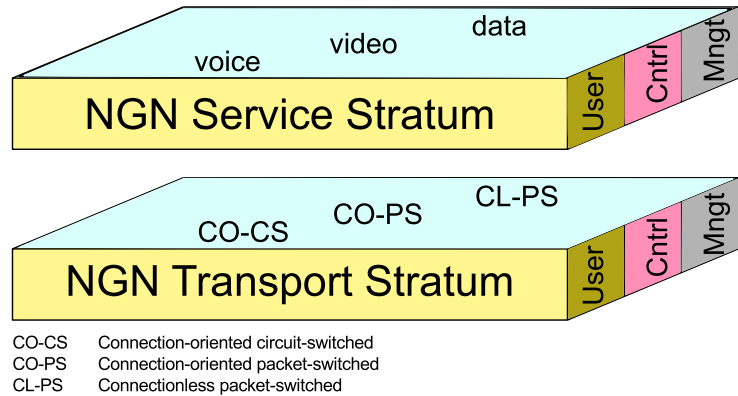 data
video
voice
NGN Service Stratum
User
Cntrl
Mngt
CL-PS
CO-PS
CO-CS
NGN Transport Stratum
User
Cntrl
Mngt
CO-CS Connection-oriented circuit-switched
CO-PS Connection-oriented packet-switched
CL-PS Connectionless packet-switched